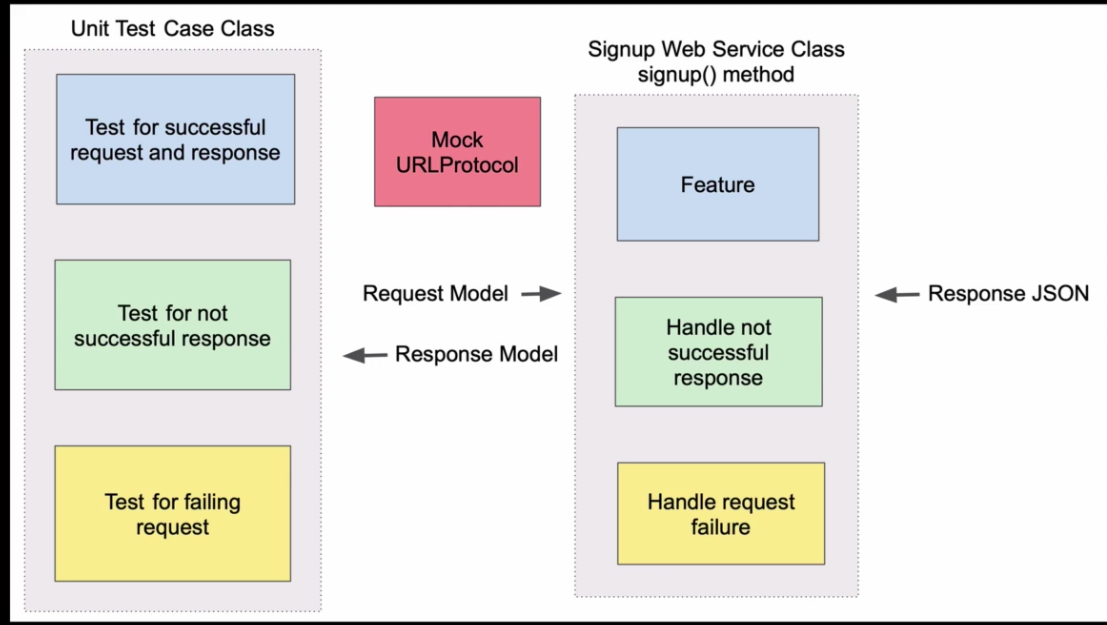 Unit Test Case Class
Test for successful
request and response
Test for not
successful response
Test for failing
request
Mock
URLProtocol
Request Model
Response Model
Signup Web Service Class
signup() method
Feature
Handle not
successful
response
Handle request
failure
Response JSON